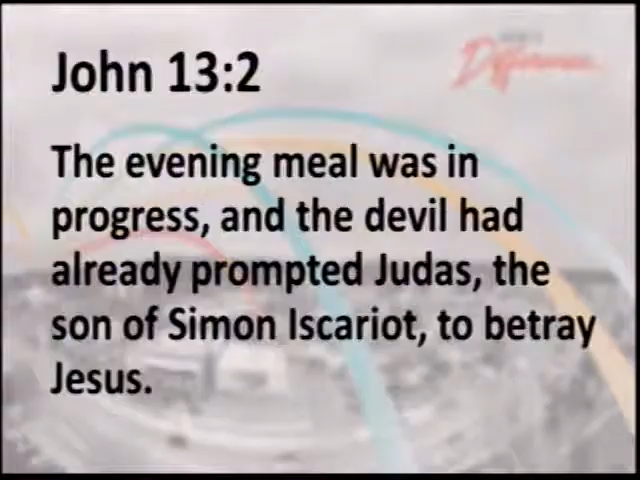 John 13:2
Difference
The evening meal was in
progress, and the devil had
already prompted Judas, the
son of Simon Iscariot, to betray
Jesus.